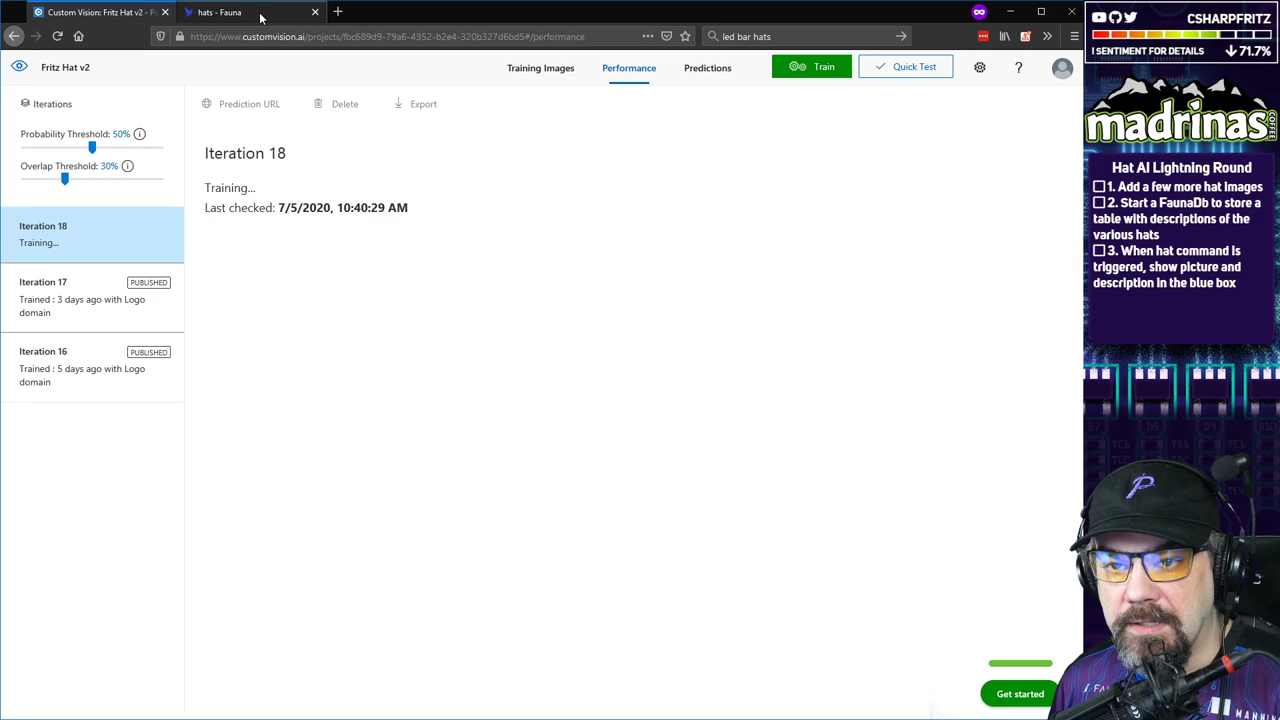 Custom Vision: Fritz Hat v2 - Pe
hats - Fauna
CSHARPFRITZ
https://www.customvision.ai/projects/fbc689d9-79a6-4352-b2e4-320b327d6bd5#/performance
led bar hats
! SENTIMENT FOR DETAILS
71.7%
Fritz Hat v2
Training Images
Performance
Predictions
Train
Quick Test
?
madrinas
COFFEE
Iterations
Prediction URL
Delete
Export
Probability Threshold: 50%
Overlap Threshold: 30%
Iteration 18
Training...
Last checked: 7/5/2020, 10:40:29 AM
Iteration 18
Training...
Iteration 17
PUBLISHED
Trained : 3 days ago with Logo
domain
Iteration 16
PUBLISHED
Trained : 5 days ago with Logo
domain
Hat AI Lightning Round
1. Add a few more hat images
2. Start a FaunaDb to store a
table with descriptions of the
various hats
3. When hat command is
triggered, show picture and
description in the blue box
Get started